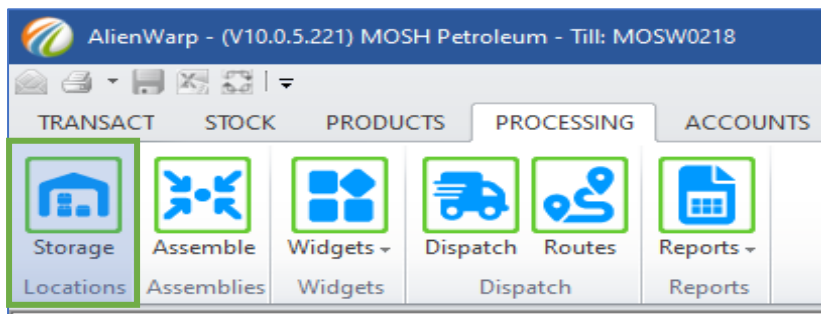 AlienWarp - (V10.0.5.221) MOSH Petroleum - Till: MOSW0218
TRANSACT STOCK PRODUCTS PROCESSING ACCOUNTS
Storage Assemble Widgets Dispatch Routes Reports
Locations Assemblies Widgets Dispatch Reports